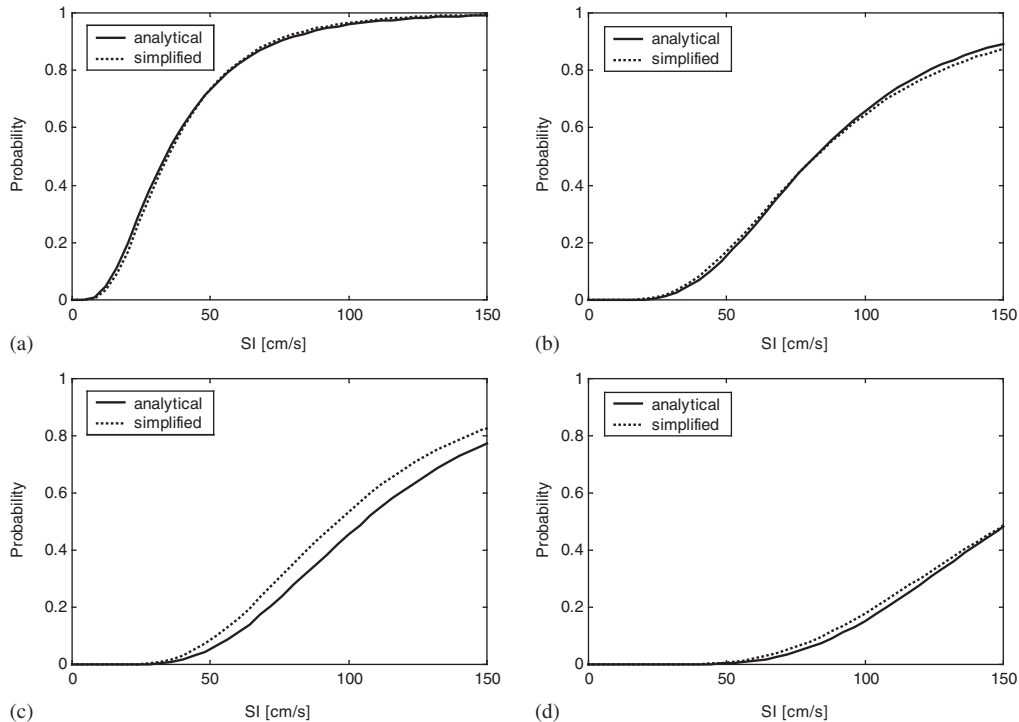 1
0.8
0.6
0.4
0.2
0
Probability
analytical
simplified
0 50 100 150
(a) SI [cm/s]
1
0.8
0.6
0.4
0.2
0
Probability
analytical
simplified
0 50 100 150
(b) SI [cm/s]
1
0.8
0.6
0.4
0.2
0
Probability
analytical
simplified
0 50 100 150
(c) SI [cm/s]
1
0.8
0.6
0.4
0.2
0
Probability
analytical
simplified
0 50 100 150
(d) SI [cm/s]